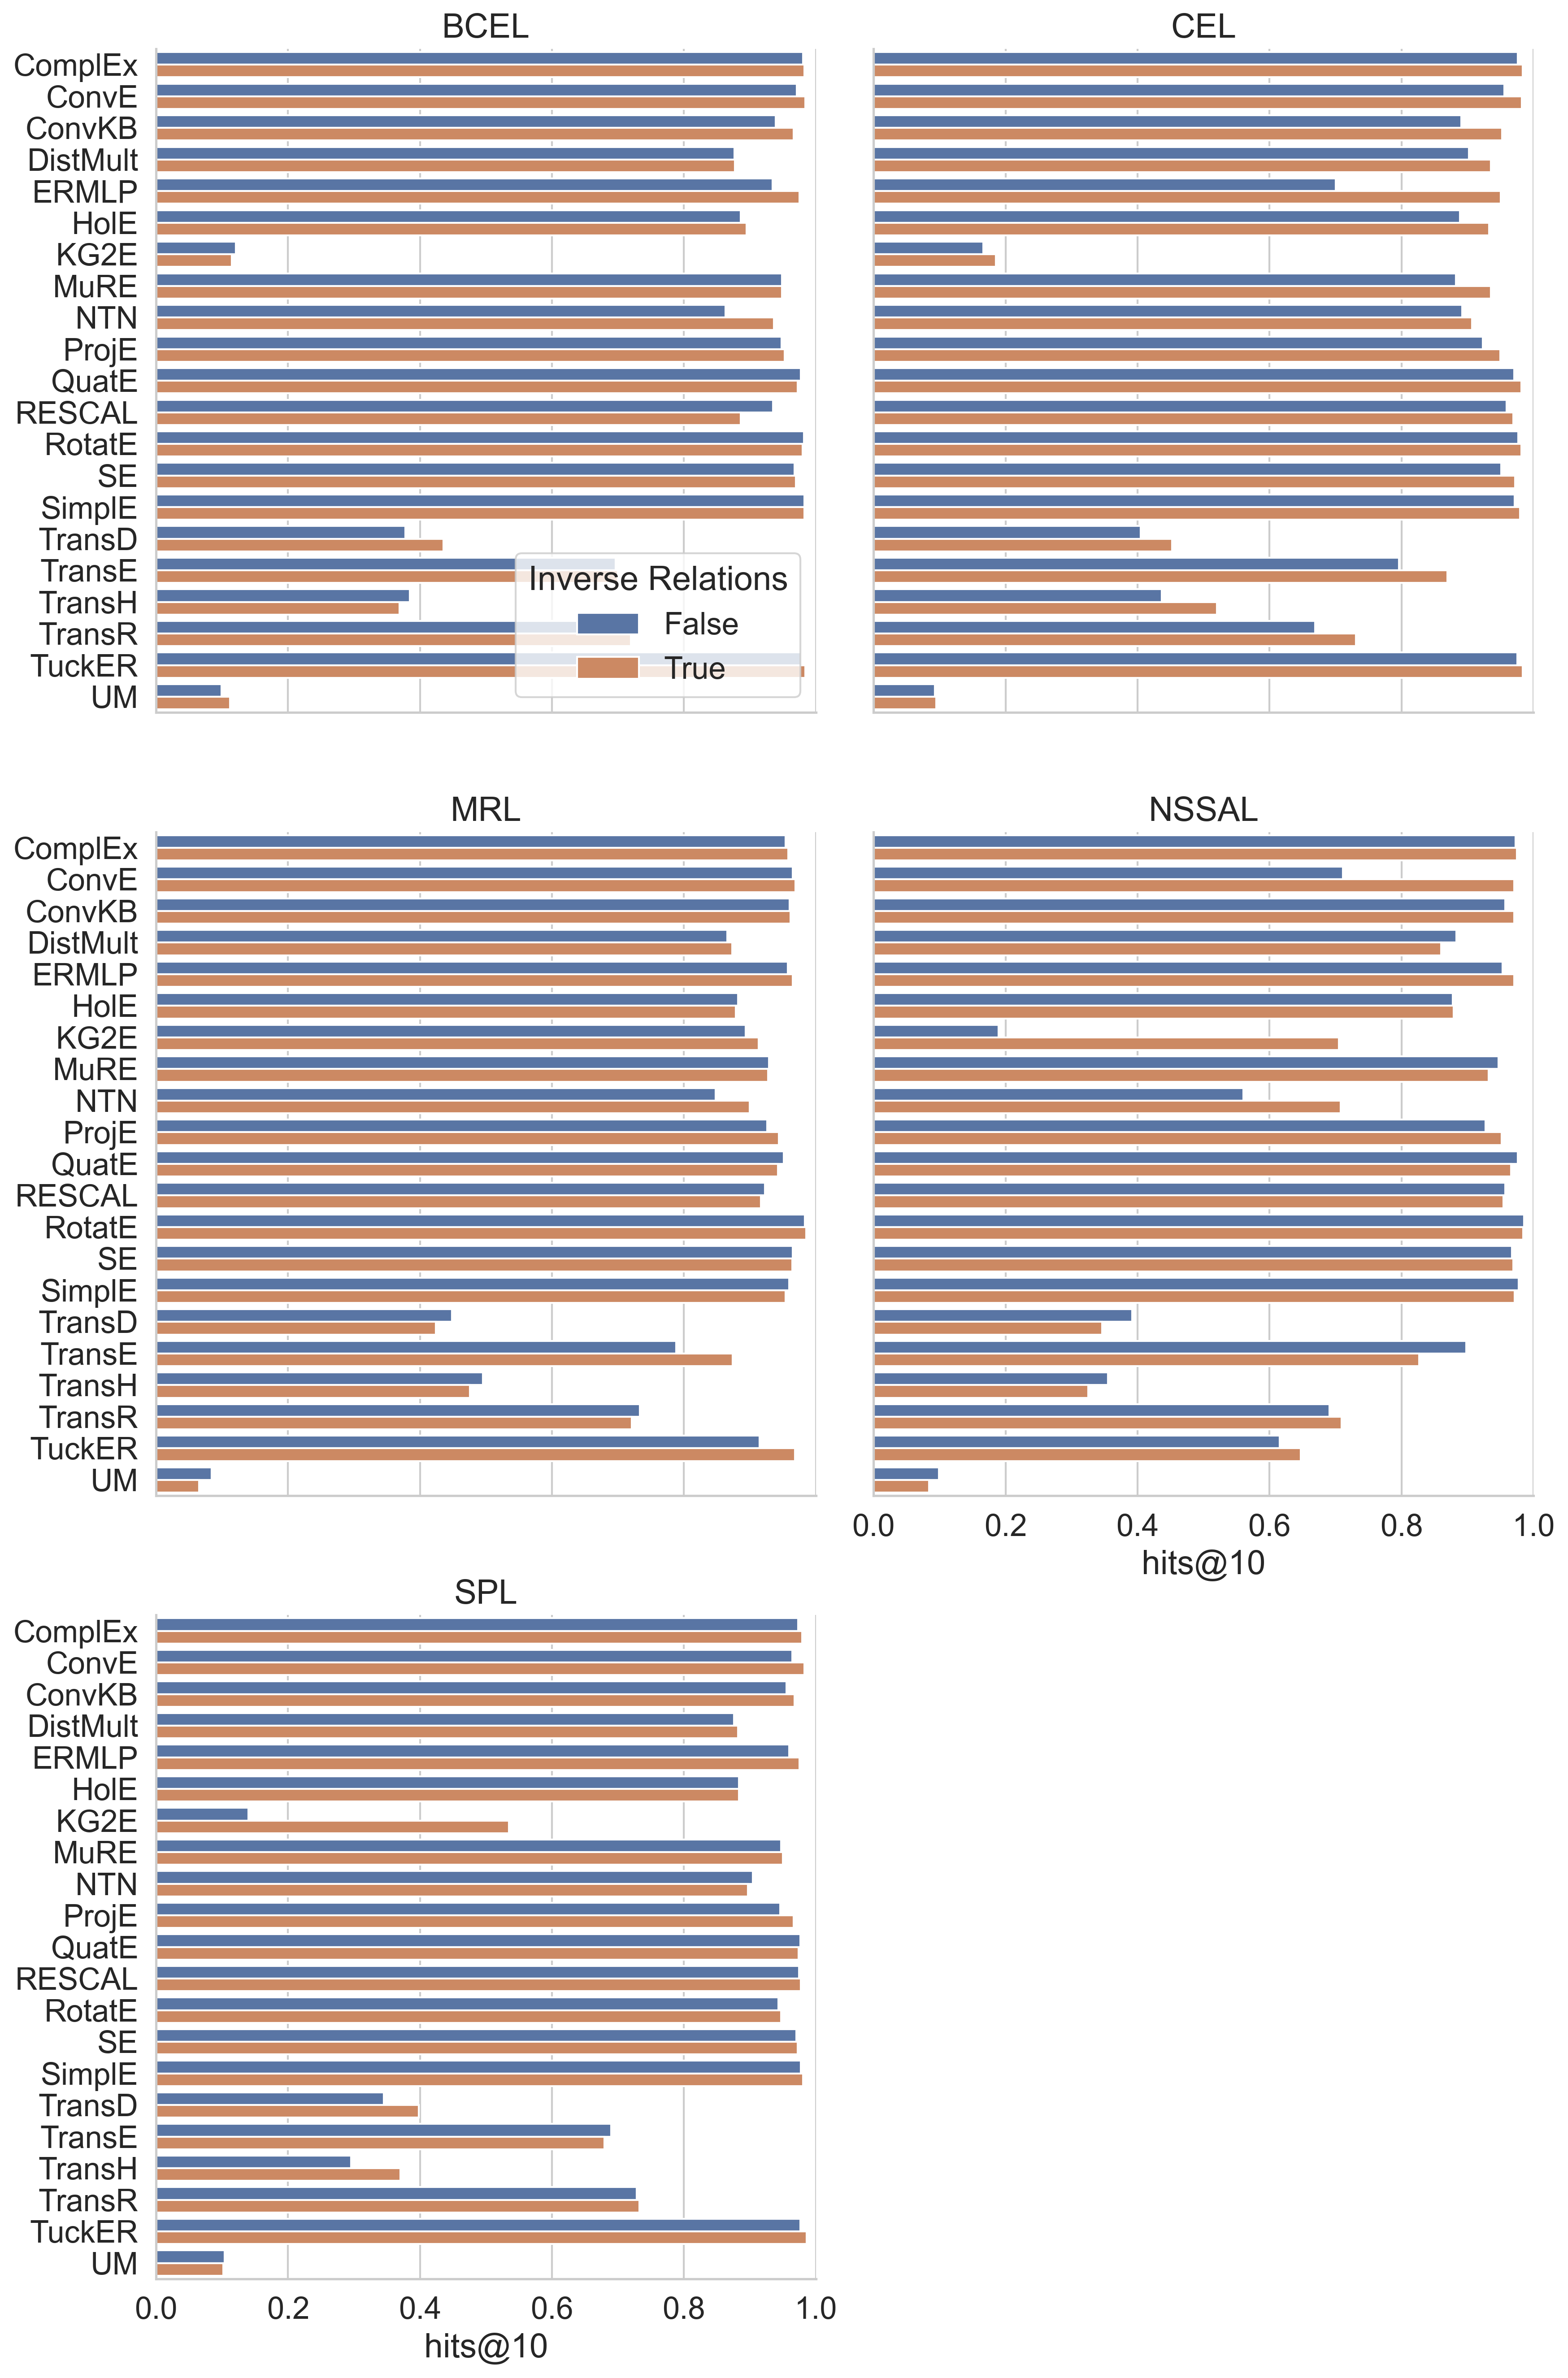 BCEL
ComplEx
ConvE
ConvKB
DistMult
ERMLP
HolE
KG2E
MuRE
NTN
ProjE
QuatE
RESCAL
RotatE
SE
SimplE
TransD
TransE
TransH
TransR
TuckER
UM
Inverse Relations
False
True
CEL
MRL
ComplEx
ConvE
ConvKB
DistMult
ERMLP
HolE
KG2E
MuRE
NTN
ProjE
QuatE
RESCAL
RotatE
SE
SimplE
TransD
TransE
TransH
TransR
TuckER
UM
NSSAL
0.0 0.2 0.4 0.6 0.8 1.0
hits@10
SPL
ComplEx
ConvE
ConvKB
DistMult
ERMLP
HolE
KG2E
MuRE
NTN
ProjE
QuatE
RESCAL
RotatE
SE
SimplE
TransD
TransE
TransH
TransR
TuckER
UM
0.0 0.2 0.4 0.6 0.8 1.0
hits@10